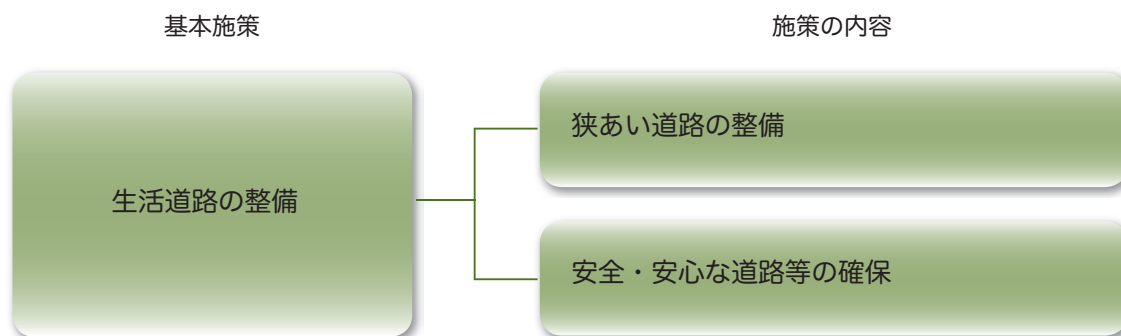 基本施策
施策の内容
生活道路の整備
狭あい道路の整備
安全・安心な道路等の確保